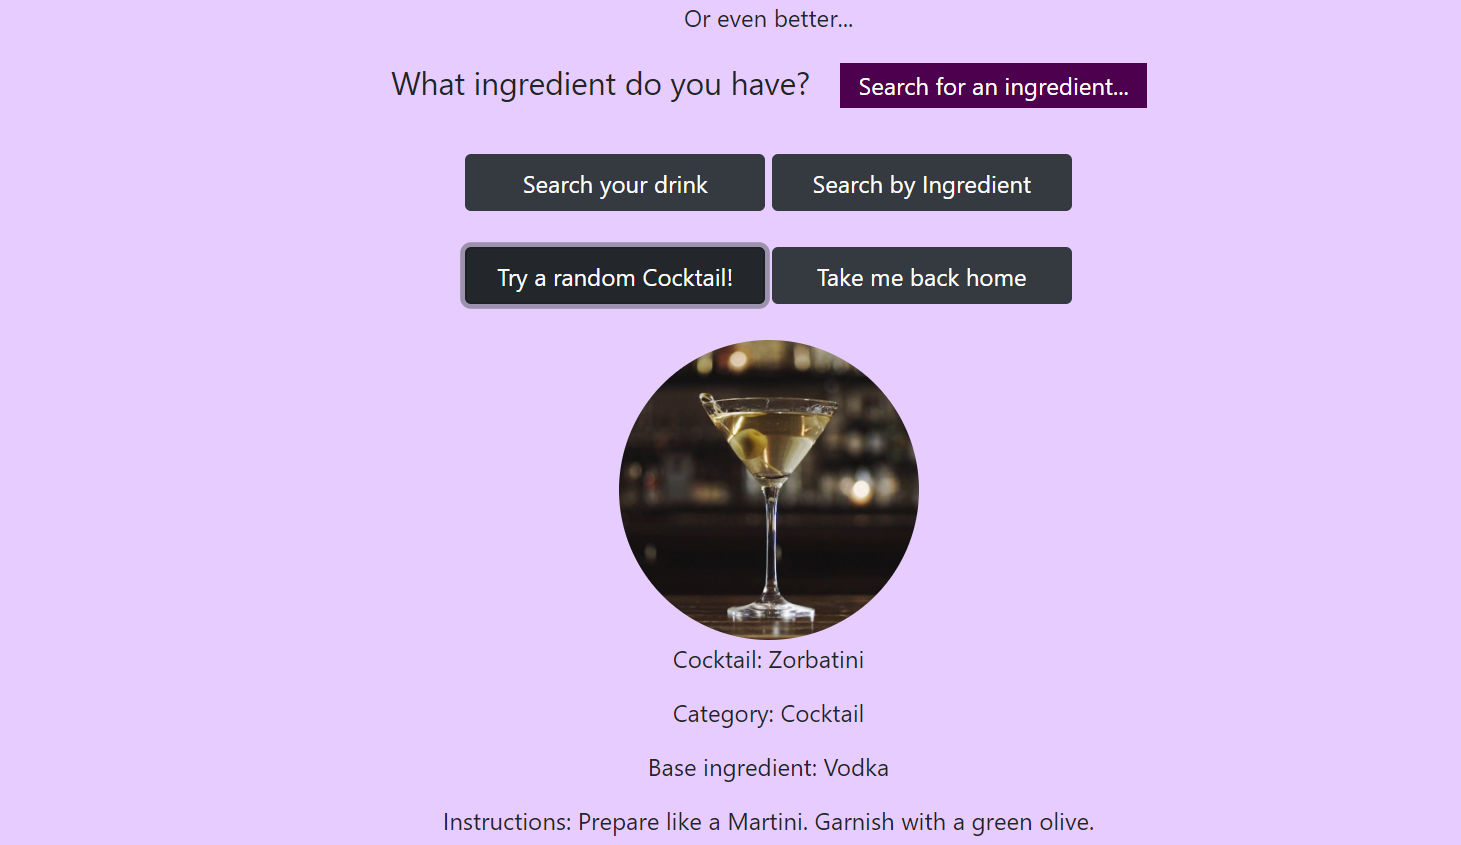 Or even better...
What ingredient do you have? Search for an ingredient...
Search your drink Search by Ingredient
Try a random Cocktail! Take me back home
Cocktail: Zorbatini
Category: Cocktail
Base ingredient: Vodka
Instructions: Prepare like a Martini. Garnish with a green olive.